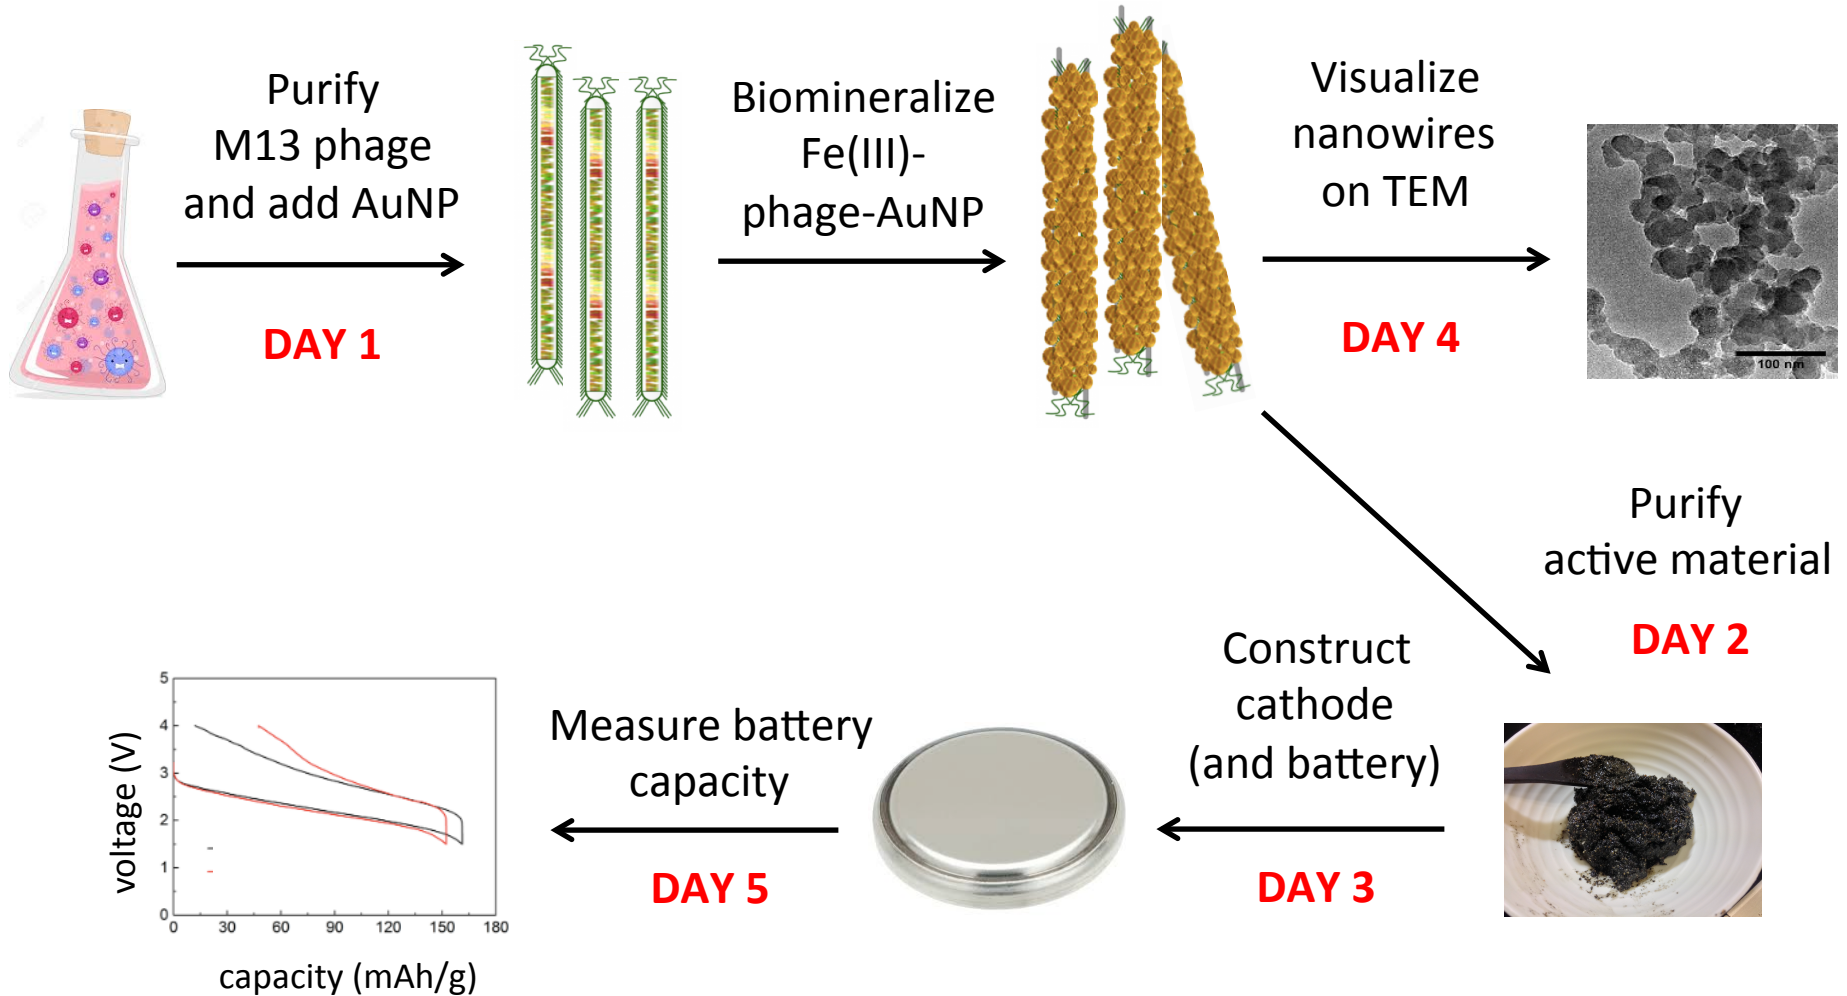 Purify
M13 phage
and add AuNP
DAY 1
Biomineralize
Fe(III)-
phage-AuNP
Visualize
nanowires
on TEM
DAY 4
100 nm
Purify
active material
DAY 2
Construct
cathode
(and battery)
DAY 3
Measure battery
capacity
DAY 5
voltage (V)
5
4
3
2
1
0
0 30 60 90 120 150 180
capacity (mAh/g)